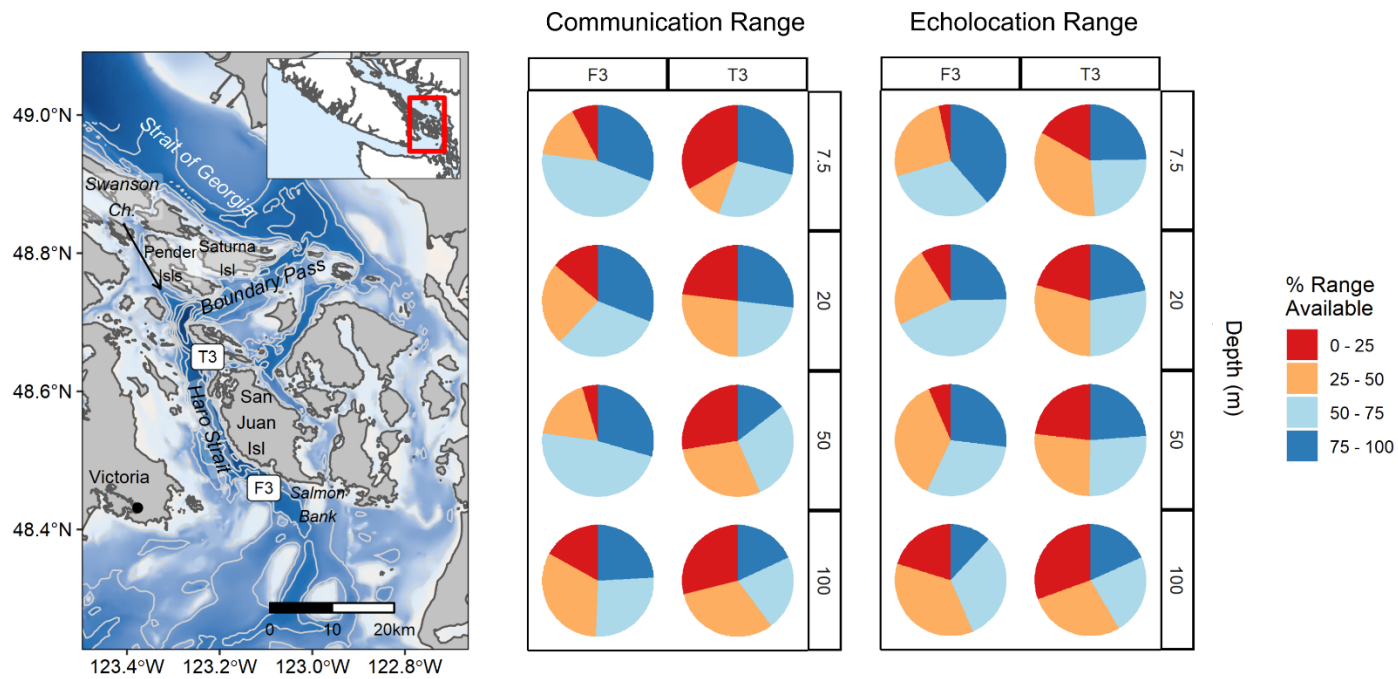 Communication Range
Echolocation Range
F3
T3
F3
T3
49.0°N
48.8°N
48.6°N
48.4°N
123.4°W
123.2°W
123.0°W
122.8°W
Strait of Georgia
Swanson
Ch.
Pender
Isls
Saturna
Isl
Boundary Pass
T3
Haro Strait
San
Juan
Isl
Victoria
F3
Salmon
Bank
0
10
20km
7.5
20
50
100
7.5
20
50
100
Depth (m)
% Range
Available
0 - 25
25 - 50
50 - 75
75 - 100